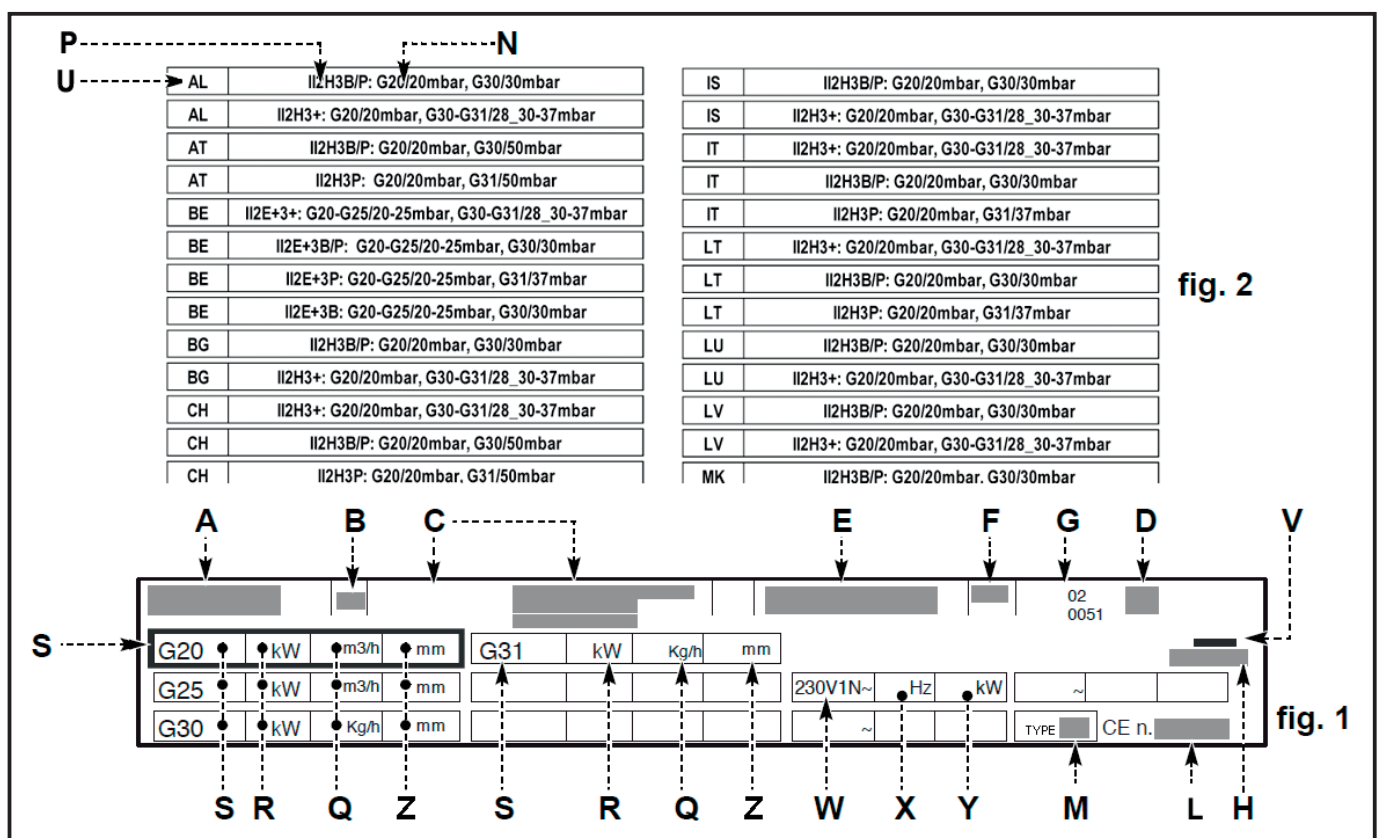 P N
U
AL II2H3B/P: G20/20mbar, G30/30mbar
AL II2H3+: G20/20mbar, G30-G31/28_30-37mbar
AT II2H3B/P: G20/20mbar, G30/50mbar
AT II2H3P: G20/20mbar, G31/50mbar
BE II2E+3+: G20-G25/20-25mbar, G30-G31/28_30-37mbar
BE II2E+3B/P: G20-G25/20-25mbar, G30/30mbar
BE II2E+3P: G20-G25/20-25mbar, G31/37mbar
BE II2E+3B: G20-G25/20-25mbar, G30/30mbar
BG II2H3B/P: G20/20mbar, G30/30mbar
BG II2H3+: G20/20mbar, G30-G31/28_30-37mbar
CH II2H3+: G20/20mbar, G30-G31/28_30-37mbar
CH II2H3B/P: G20/20mbar, G30/50mbar
CH II2H3P: G20/20mbar, G31/50mbar
IS II2H3B/P: G20/20mbar, G30/30mbar
IS II2H3+: G20/20mbar, G30-G31/28_30-37mbar
IT II2H3+: G20/20mbar, G30-G31/28_30-37mbar
IT II2H3B/P: G20/20mbar, G30/30mbar
IT II2H3P: G20/20mbar, G31/37mbar
LT II2H3+: G20/20mbar, G30-G31/28_30-37mbar
LT II2H3B/P: G20/20mbar, G30/30mbar
LT II2H3P: G20/20mbar, G31/37mbar
LU II2H3B/P: G20/20mbar, G30/30mbar
LU II2H3+: G20/20mbar, G30-G31/28_30-37mbar
LV II2H3B/P: G20/20mbar, G30/30mbar
LV II2H3+: G20/20mbar, G30-G31/28_30-37mbar
MK II2H3B/P: G20/20mbar, G30/30mbar
fig. 2
A B C E F G D V
02
0051
S
G20 kW m3/h mm G31 kW Kg/h mm
G25 kW m3/h mm 230V1N~ Hz kW ~
G30 kW Kg/h mm ~ TYPE CE n.
fig. 1
S R Q Z S R Q Z W X Y M L H